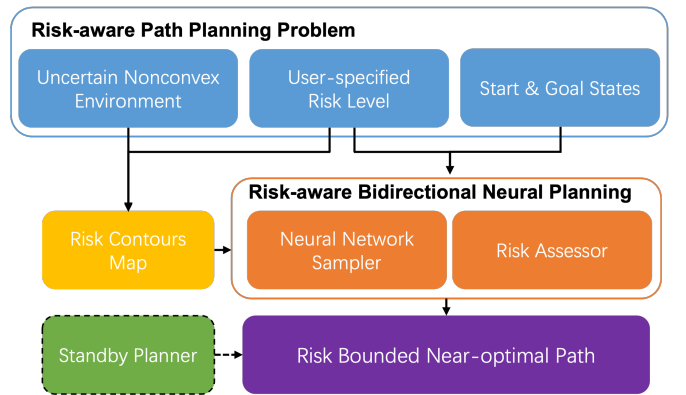 Risk-aware Path Planning Problem
Uncertain Nonconvex
Environment
User-specified
Risk Level
Start & Goal States
Risk-aware Bidirectional Neural Planning
Risk Contours
Map
Neural Network
Sampler
Risk Assessor
Standby Planner
Risk Bounded Near-optimal Path